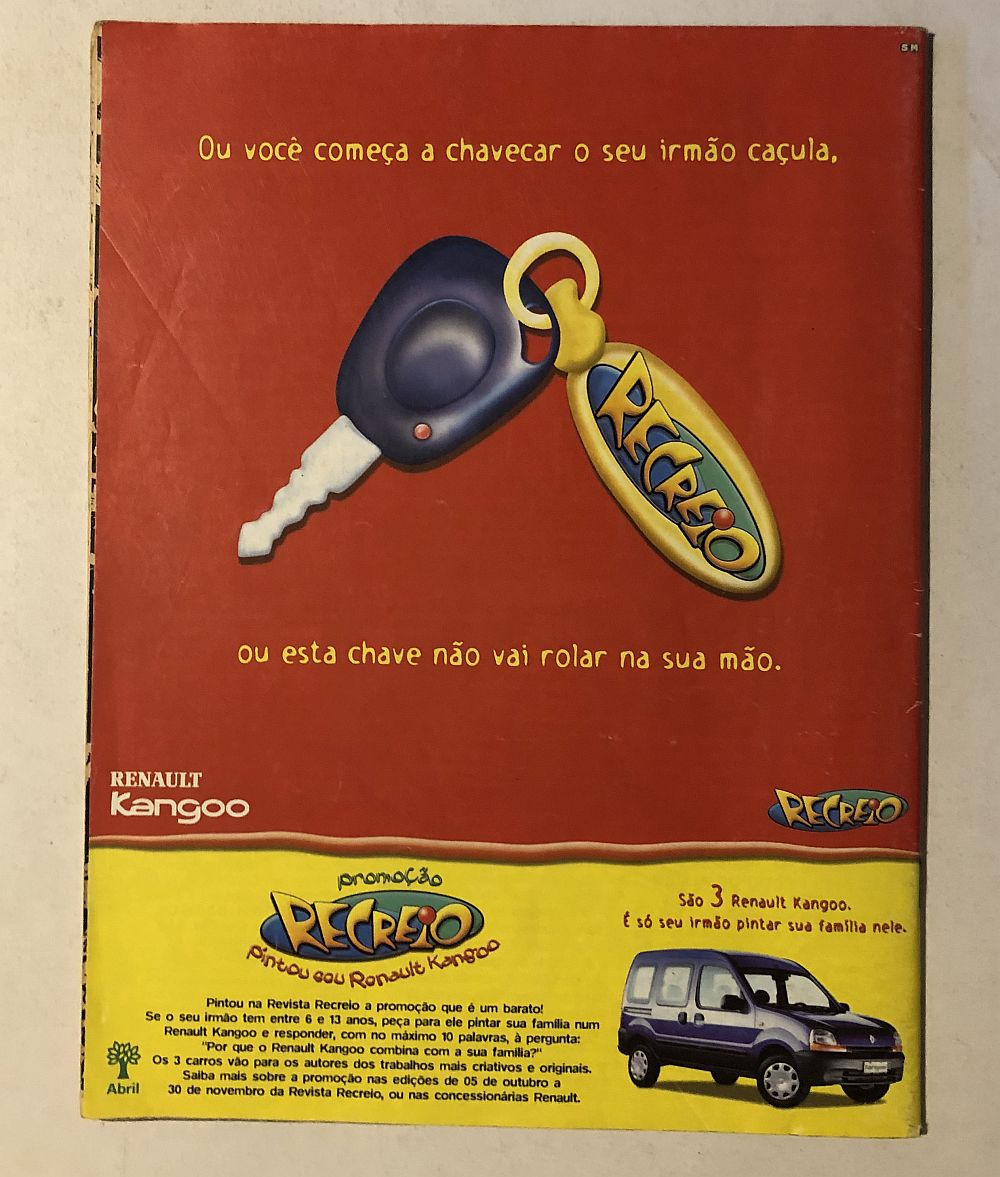 SM
Ou você começa a chavecar o seu irmão caçula,
RECREIO
ou esta chave não vai rolar na sua mão.
RENAULT
Kangoo
RECREIO
promoção
RECREIO
pintou seu Renault Kangoo
São 3 Renault Kangoo.
É só seu irmão pintar sua família nele.
Pintou na Revista Recreio a promoção que é um barato!
Se o seu irmão tem entre 6 e 13 anos, peça para ele pintar sua família num
Renault Kangoo e responder, com no máximo 10 palavras, à pergunta:
"Por que o Renault Kangoo combina com a sua família?"
Os 3 carros vão para os autores dos trabalhos mais criativos e originais.
Saiba mais sobre a promoção nas edições de 05 de outubro a
30 de novembro da Revista Recreio, ou nas concessionárias Renault.
Abril
Kangoo